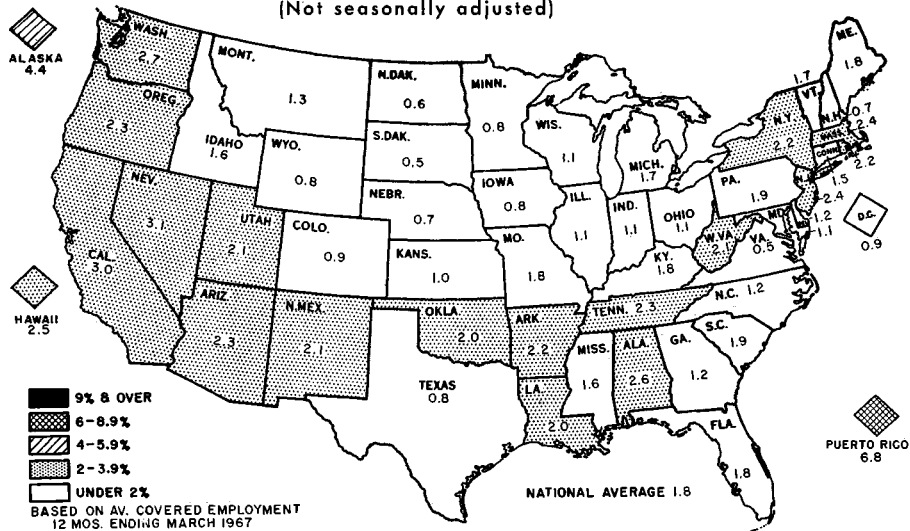 (Not seasonally adjusted)
ALASKA
4.4
WASH.
2.7
MONT.
1.3
N.DAK.
0.6
MINN.
0.8
ME.
1.8
1.7
VT.
N.H.
0.7
OREG.
2.3
IDAHO
1.6
S.DAK.
0.5
WIS.
1.1
MICH.
1.7
N.Y.
2.2
MASS.
2.4
CONN.
2.2
1.5
WYO.
0.8
NEBR.
0.7
IOWA
0.8
PA.
1.9
N.J.
2.4
NEV.
3.1
UTAH
2.1
COLO.
0.9
ILL.
1.1
IND.
1.1
OHIO
1.1
W.VA.
2.1
VA.
0.5
MD.
1.2
1.1
D.C.
0.9
CAL.
3.0
KANS.
1.0
MO.
1.8
KY.
1.8
HAWAII
2.5
ARIZ.
2.3
N.MEX.
2.1
OKLA.
2.0
ARK.
2.2
TENN. 2.3
N.C. 1.2
S.C.
1.9
TEXAS
0.8
LA.
2.0
MISS.
1.6
ALA.
2.6
GA.
1.2
FLA.
1.8
PUERTO RICO
6.8
9% & OVER
6-8.9%
4-5.9%
2-3.9%
UNDER 2%
NATIONAL AVERAGE 1.8
BASED ON AV. COVERED EMPLOYMENT
12 MOS. ENDING MARCH 1967